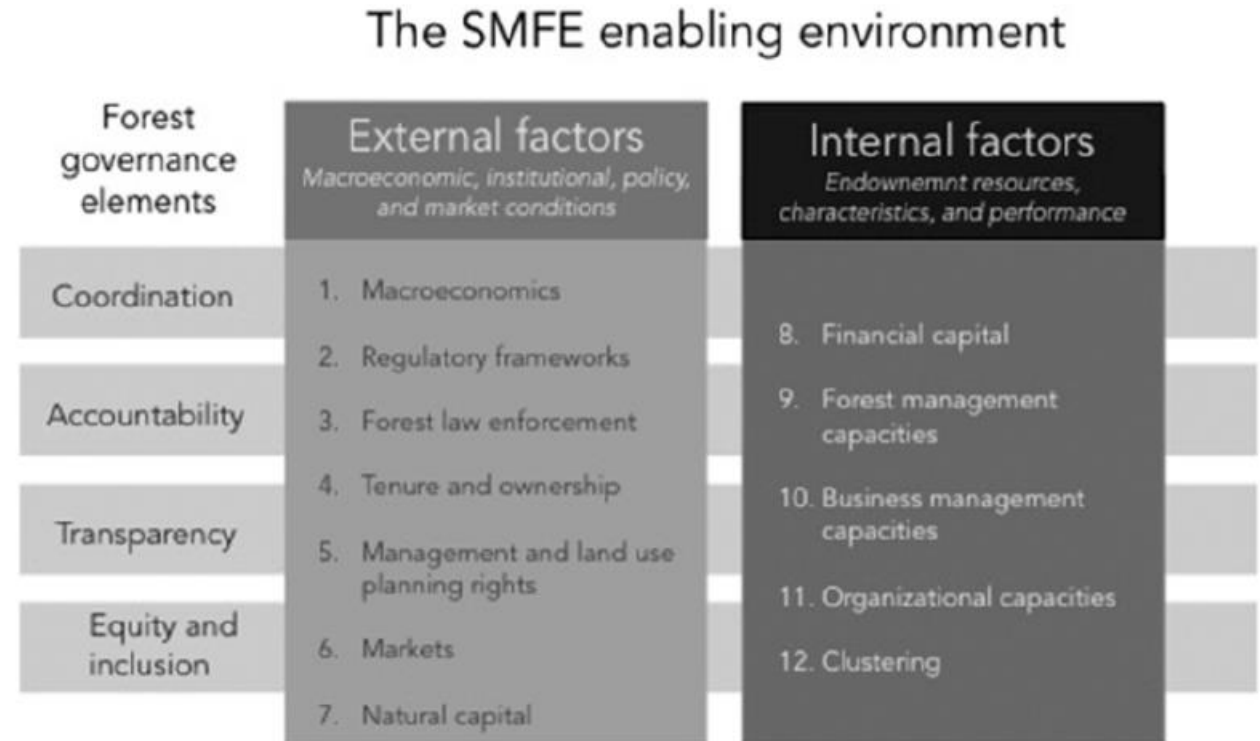 The SMFE enabling environment
Forest
governance
elements
External factors
Macroeconomic, institutional, policy,
and market conditions
Internal factors
Endownemnt resources,
characteristics, and performance
Coordination
Accountability
Transparency
Equity and
inclusion
1. Macroeconomics
2. Regulatory frameworks
3. Forest law enforcement
4. Tenure and ownership
5. Management and land use
planning rights
6. Markets
7. Natural capital
8. Financial capital
9. Forest management
capacities
10. Business management
capacities
11. Organizational capacities
12. Clustering